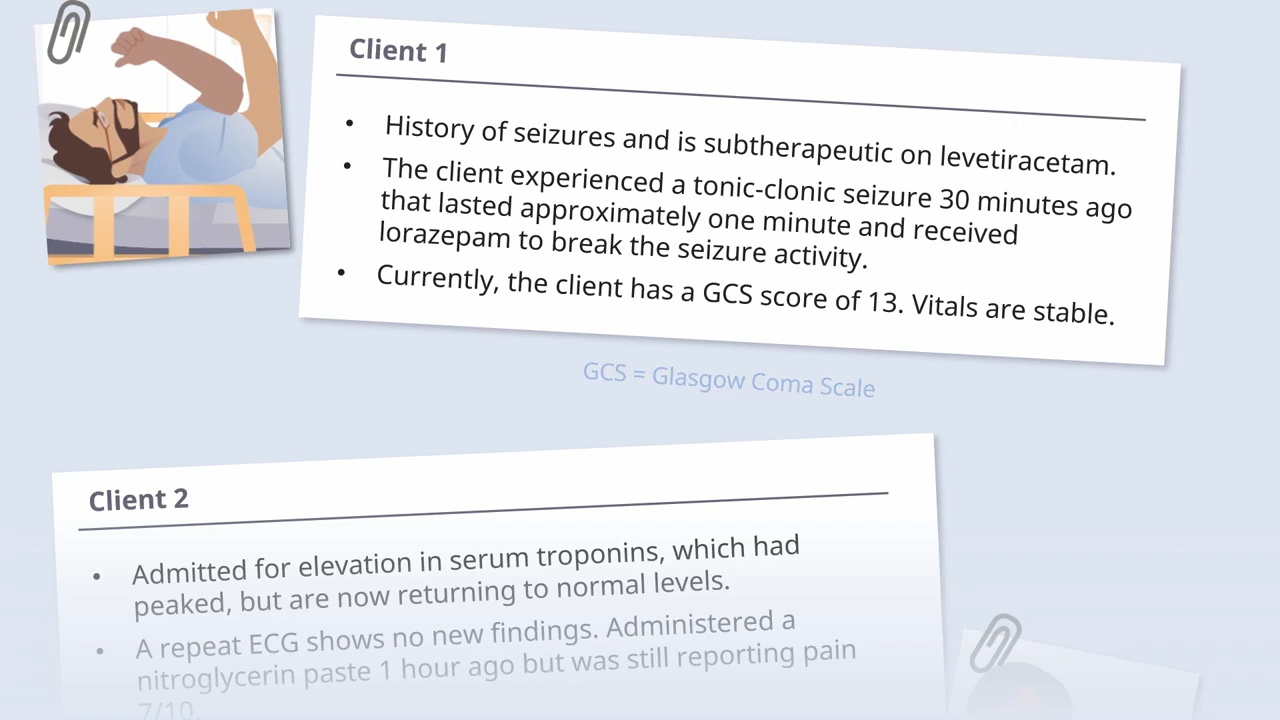 Client 1
• History of seizures and is subtherapeutic on levetiracetam.
• The client experienced a tonic-clonic seizure 30 minutes ago
that lasted approximately one minute and received
lorazepam to break the seizure activity.
• Currently, the client has a GCS score of 13. Vitals are stable.
GCS = Glasgow Coma Scale
Client 2
• Admitted for elevation in serum troponins, which had
peaked, but are now returning to normal levels.
• A repeat ECG shows no new findings. Administered a
nitroglycerin paste 1 hour ago but was still reporting pain
7/10.